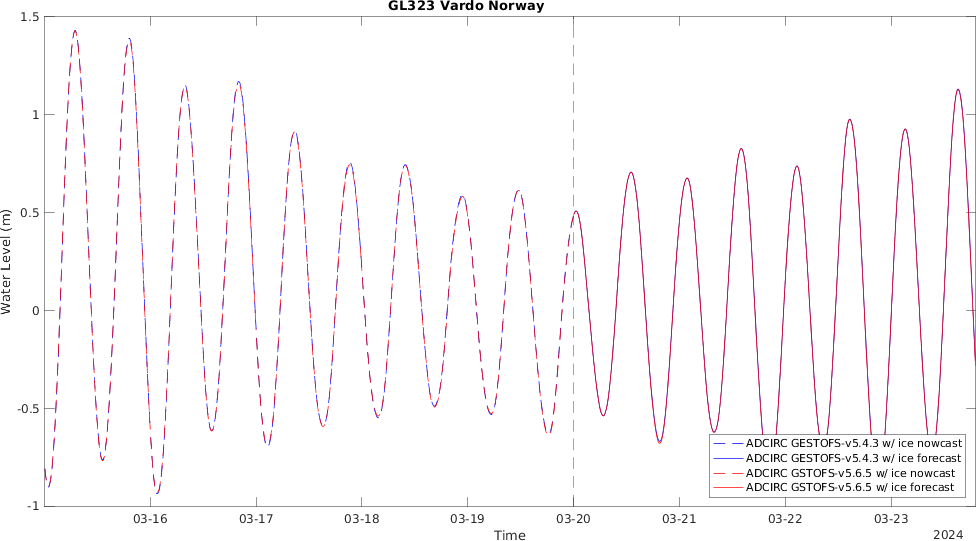 GL323 Vardo Norway
Water Level (m)
1.5
1
0.5
0
-0.5
-1
03-16
03-17
03-18
03-19
03-20
03-21
03-22
03-23
Time
2024
ADCIRC GESTOFS-v5.4.3 w/ ice nowcast
ADCIRC GESTOFS-v5.4.3 w/ ice forecast
ADCIRC GSTOFS-v5.6.5 w/ ice nowcast
ADCIRC GSTOFS-v5.6.5 w/ ice forecast